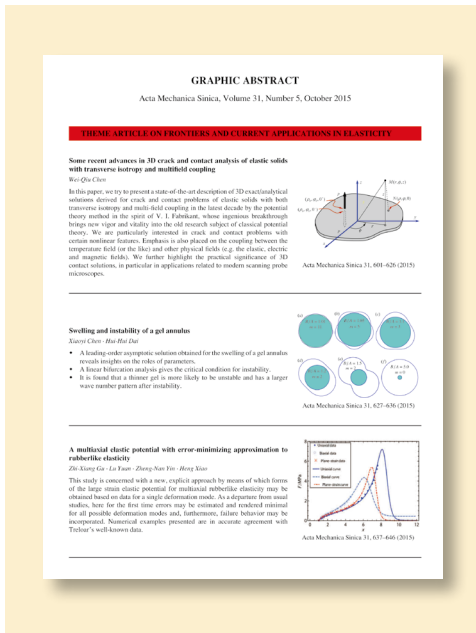 GRAPHIC ABSTRACT
Acta Mechanica Sinica, Volume 31, Number 5, October 2015
THEME ARTICLE ON FRONTIERS AND CURRENT APPLICATIONS IN ELASTICITY
Some recent advances in 3D crack and contact analysis of elastic solids
with transverse isotropy and multifield coupling
Wei-Qiu Chen
In this paper, we try to present a state-of-the-art description of 3D exact/analytical
solutions derived for crack and contact problems of elastic solids with both
transverse isotropy and multi-field coupling in the latest decade by the potential
theory method in the spirit of V. I. Fabrikant, whose ingenious breakthrough
brings new vigor and vitality into the old research subject of classical potential
theory. We are particularly interested in crack and contact problems with
certain nonlinear features. Emphasis is also placed on the coupling between the
temperature field (or the like) and other physical fields (e.g. the elastic, electric
and magnetic fields). We further highlight the practical significance of 3D
contact solutions, in particular in applications related to modern scanning probe
microscopes.
Acta Mechanica Sinica 31, 601–626 (2015)
Swelling and instability of a gel annulus
Xiaoyi Chen · Hui-Hui Dai
• A leading-order asymptotic solution obtained for the swelling of a gel annulus
reveals insights on the roles of parameters.
• A linear bifurcation analysis gives the critical condition for instability.
• It is found that a thinner gel is more likely to be unstable and has a larger
wave number pattern after instability.
(a) (b) (c)
(d) (e) (f)
Acta Mechanica Sinica 31, 627–636 (2015)
A multiaxial elastic potential with error-minimizing approximation to
rubberlike elasticity
Zhi-Xiang Gu · Lu Yuan · Zheng-Nan Yin · Heng Xiao
This study is concerned with a new, explicit approach by means of which forms
of the large strain elastic potential for multiaxial rubberlike elasticity may be
obtained based on data for a single deformation mode. As a departure from usual
studies, here for the first time errors may be estimated and rendered minimal
for all possible deformation modes and, furthermore, failure behavior may be
incorporated. Numerical examples presented are in accurate agreement with
Treloar's well-known data.
Uniaxial data
Biaxial data
Plane-strain data
Uniaxial curve
Biaxial curve
Plane-strain curve
Acta Mechanica Sinica 31, 637–646 (2015)